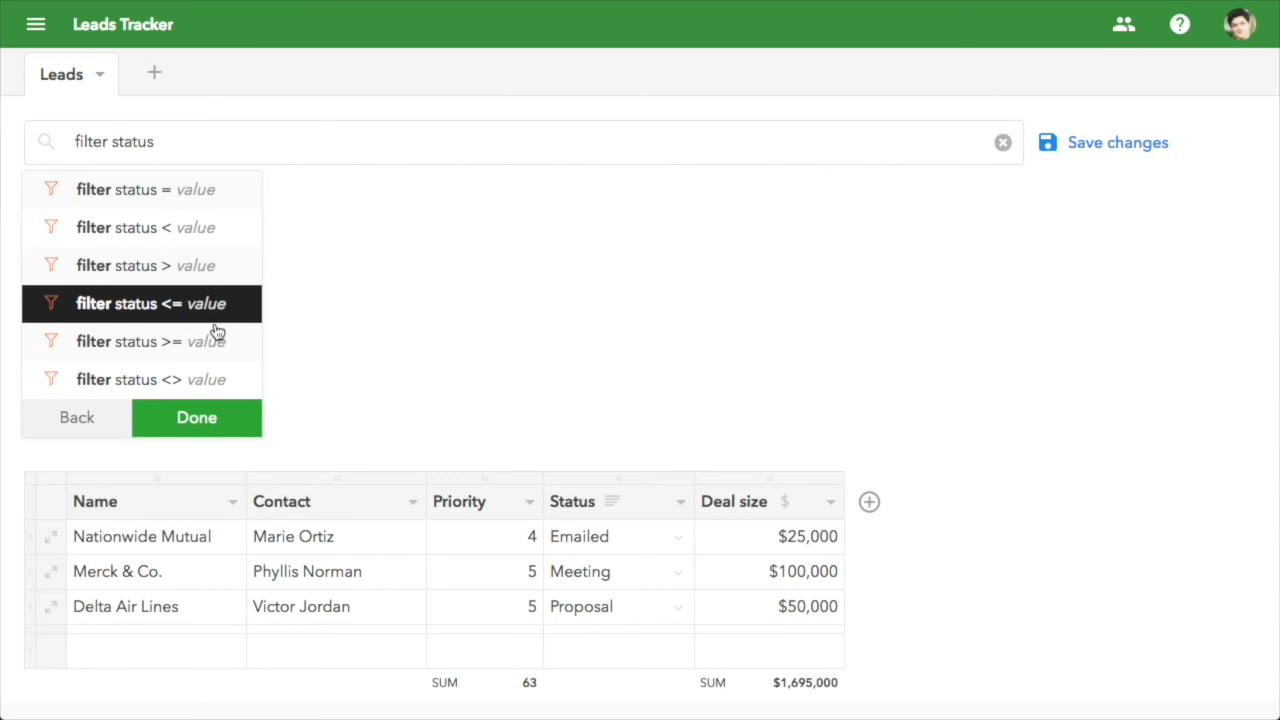 Leads Tracker
Leads
filter status
Save changes
filter status = value
filter status < value
filter status > value
filter status <= value
filter status >= value
filter status <> value
Back Done
Name Contact Priority Status Deal size $
Nationwide Mutual Marie Ortiz 4 Emailed $25,000
Merck & Co. Phyllis Norman 5 Meeting $100,000
Delta Air Lines Victor Jordan 5 Proposal $50,000
SUM 63 SUM $1,695,000